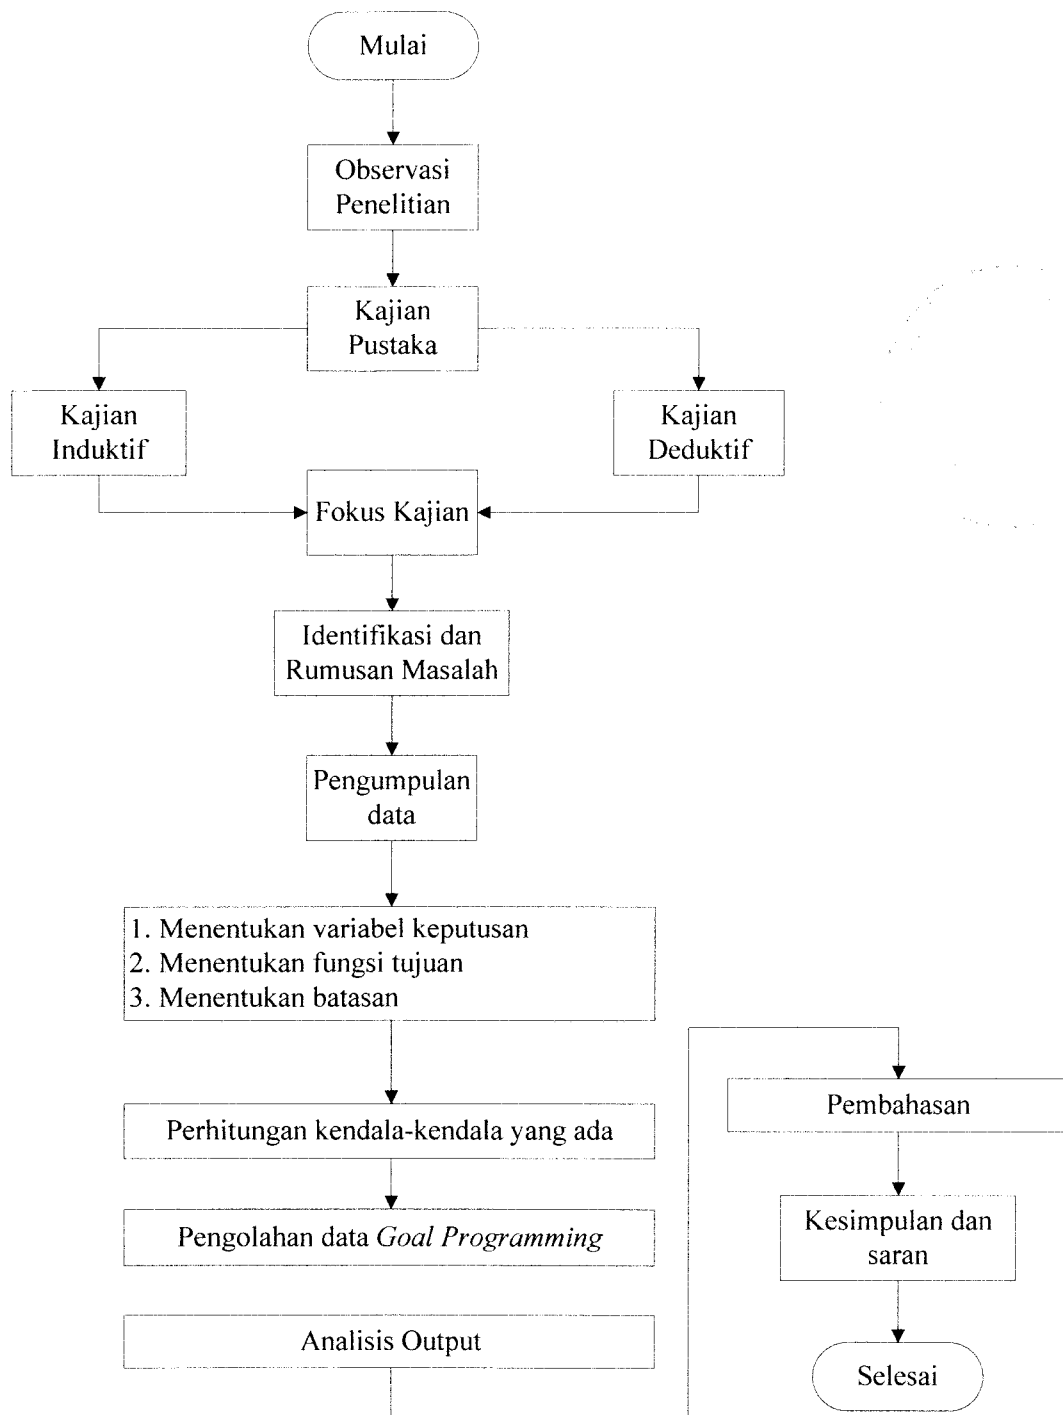 Mulai
Observasi
Penelitian
Kajian
Pustaka
Kajian
Induktif
Kajian
Deduktif
Fokus Kajian
Identifikasi dan
Rumusan Masalah
Pengumpulan
data
1. Menentukan variabel keputusan
2. Menentukan fungsi tujuan
3. Menentukan batasan
Perhitungan kendala-kendala yang ada
Pengolahan data Goal Programming
Analisis Output
Pembahasan
Kesimpulan dan
saran
Selesai